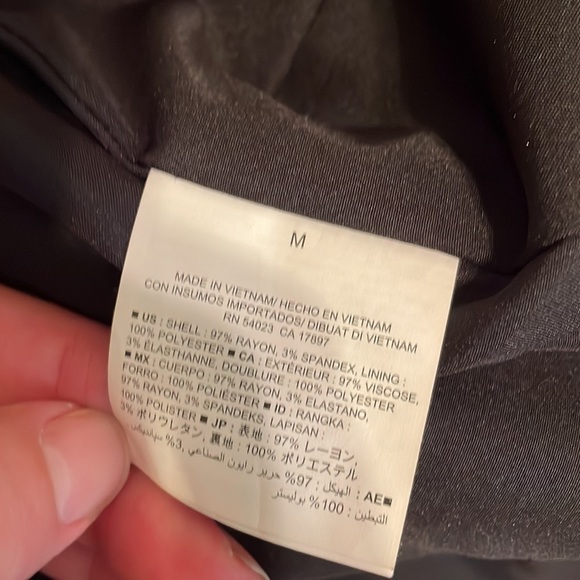 M
MADE IN VIETNAM/ HECHO EN VIETNAM
CON INSUMOS IMPORTADOS/ DIBUAT DI VIETNAM
RN 54023 CA 17897
■ US : SHELL : 97% RAYON, 3% SPANDEX, LINING :
100% POLYESTER ■ CA : EXTÉRIEUR : 97% VISCOSE,
3% ÉLASTHANNE, DOUBLURE : 100% POLYESTER
■ MX : CUERPO : 97% RAYON, 3% ELASTANO,
FORRO : 100% POLIÉSTER ■ ID : RANGKA :
97% RAYON, 3% SPANDEKS, LAPISAN :
100% POLISTER ■ JP : 表地 : 97% レーヨン
3% ポリウレタン, 裏地 : 100% ポリエステル
AE■ : الهيكل : 97% حرير رايون الصناعي, 3% سبانديكس
التبطين : 100% بوليستر